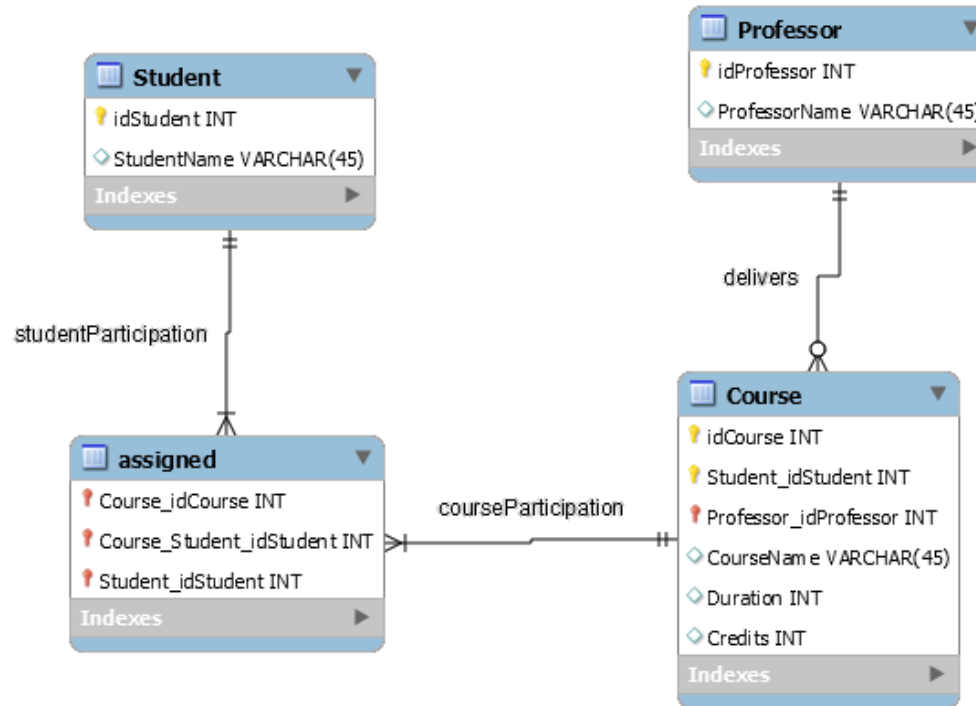 Student
idStudent INT
StudentName VARCHAR(45)
Indexes
Professor
idProfessor INT
ProfessorName VARCHAR(45)
Indexes
studentParticipation
delivers
assigned
Course_idCourse INT
Course_Student_idStudent INT
Student_idStudent INT
Indexes
courseParticipation
Course
idCourse INT
Student_idStudent INT
Professor_idProfessor INT
CourseName VARCHAR(45)
Duration INT
Credits INT
Indexes